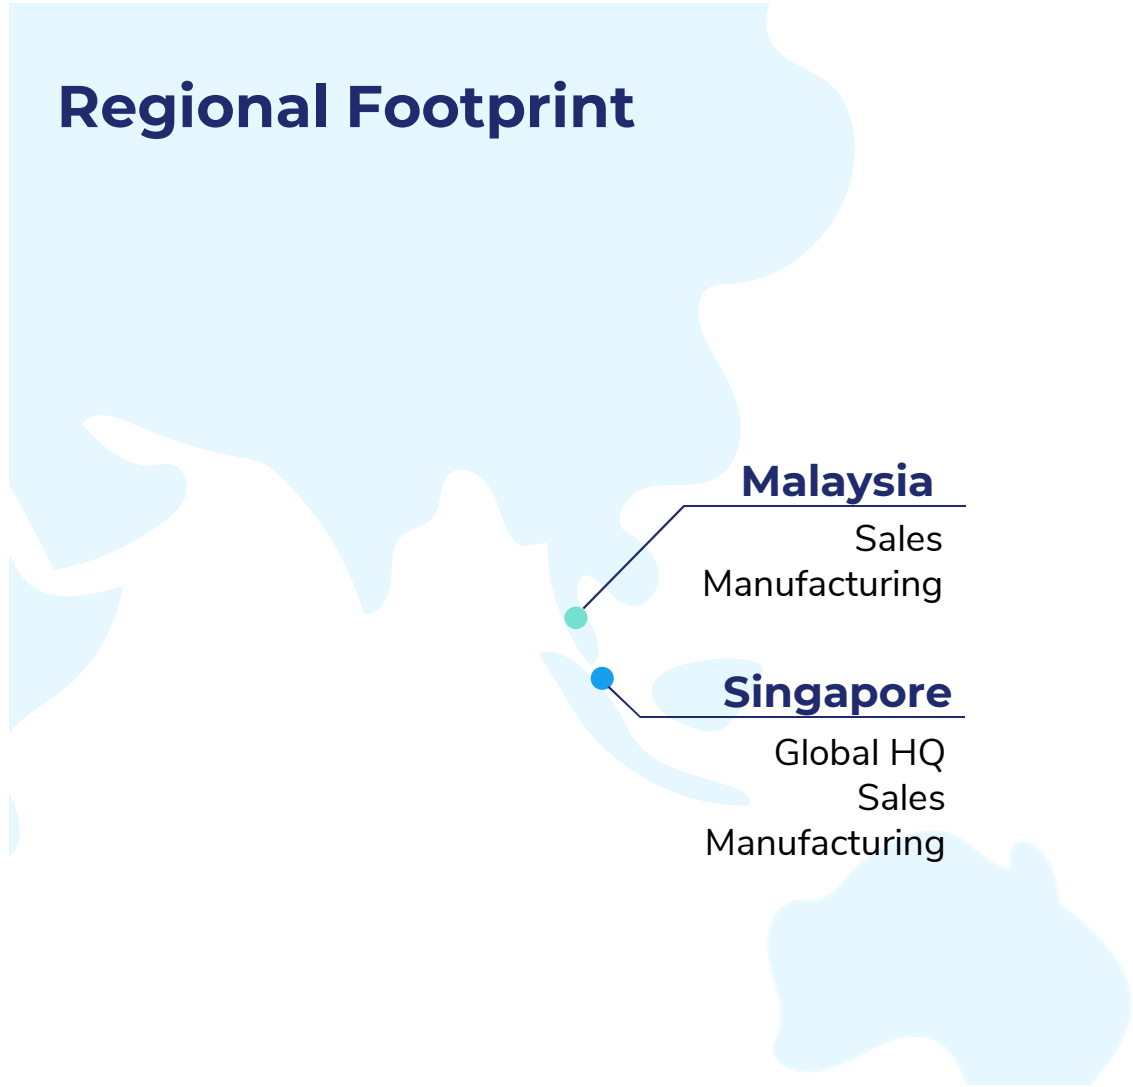 Regional Footprint
Malaysia
Sales
Manufacturing
Singapore
Global HQ
Sales
Manufacturing